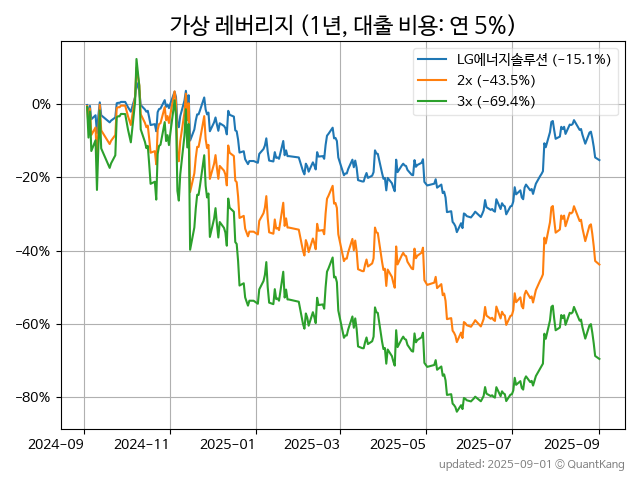 가상 레버리지 (1년, 대출 비용: 연 5%)
LG에너지솔루션 (−15.1%)
2x (−43.5%)
3x (−69.4%)
0%
−20%
−40%
−60%
−80%
2024-09 2024-11 2025-01 2025-03 2025-05 2025-07 2025-09
updated: 2025-09-01 © QuantKang